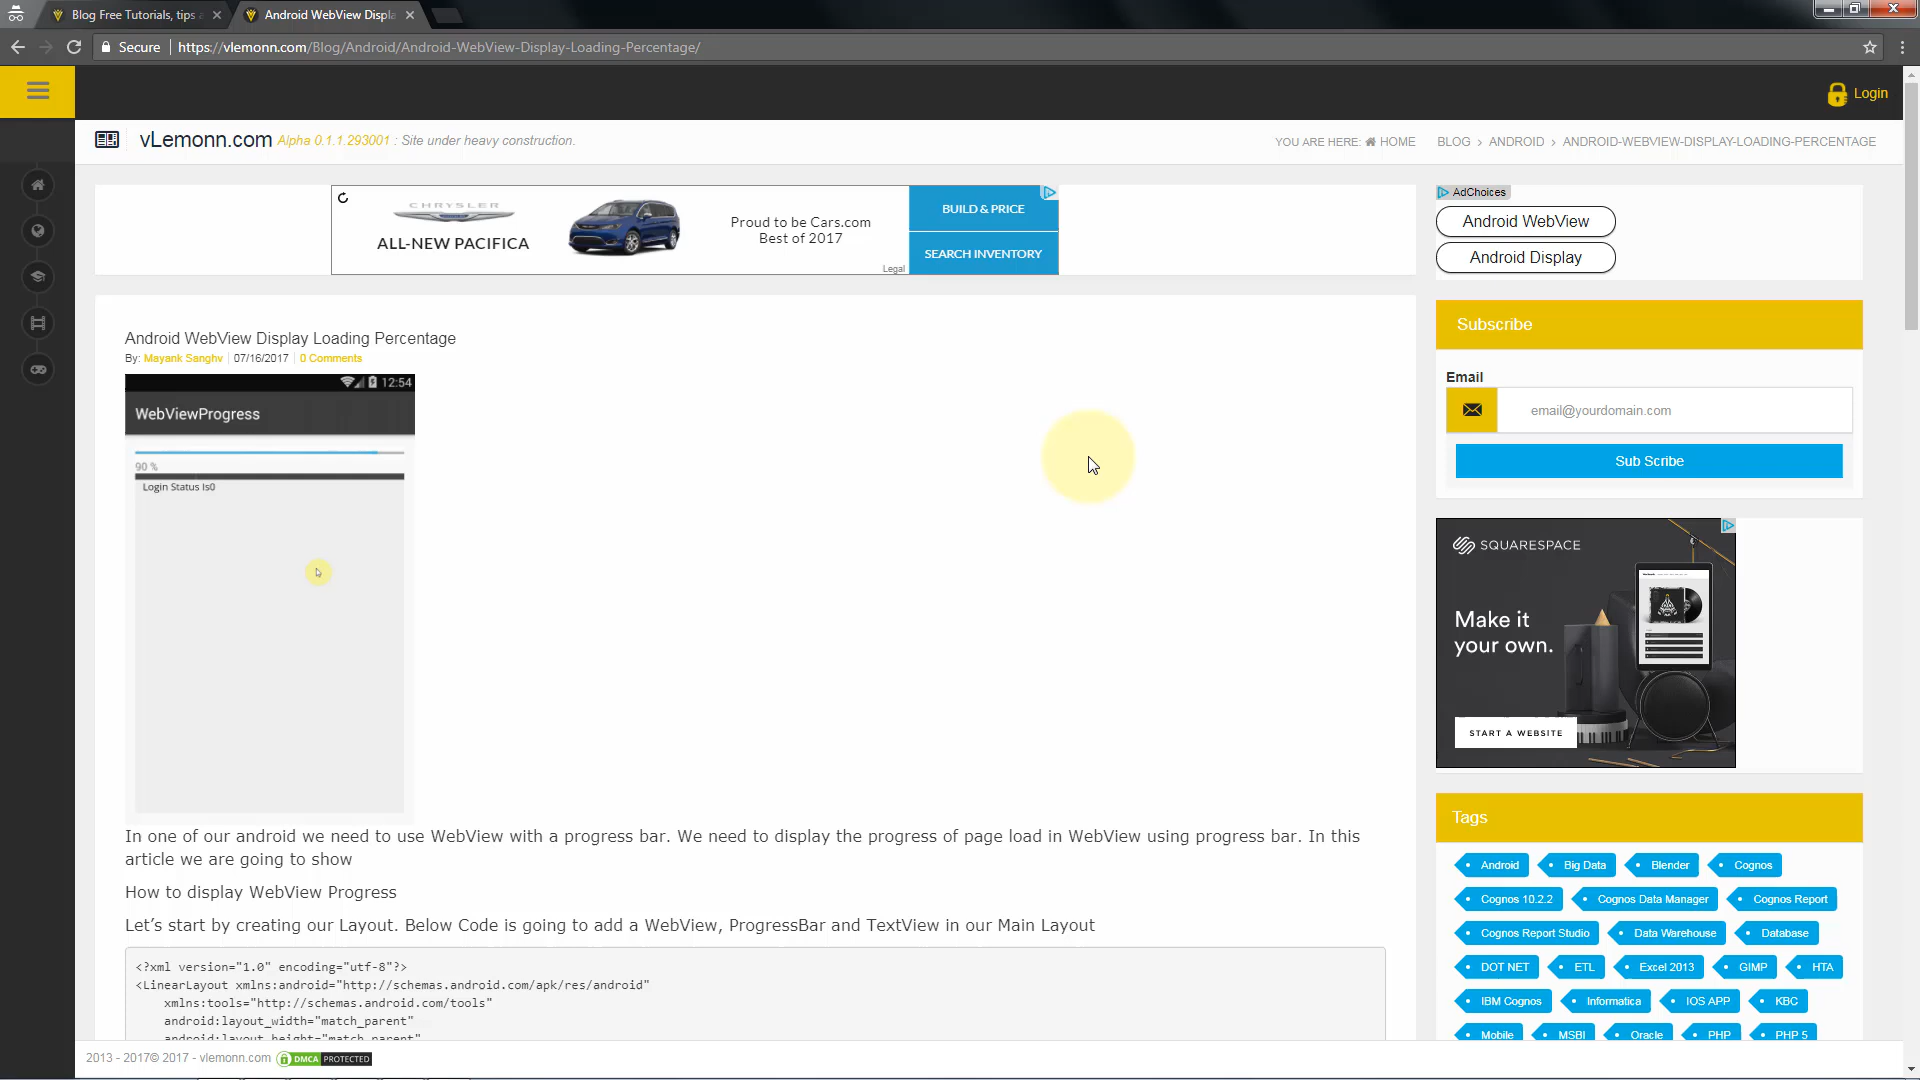 Blog Free Tutorials, tips
Android WebView Displ
Secure
https://vlemonn.com/Blog/Android/Android-WebView-Display-Loading-Percentage/
Login
vLemonn.com Alpha 0.1.1.293001 : Site under heavy construction.
YOU ARE HERE: HOME BLOG > ANDROID > ANDROID-WEBVIEW-DISPLAY-LOADING-PERCENTAGE
CHRYSLER
ALL-NEW PACIFICA
Proud to be Cars.com
Best of 2017
Legal
BUILD & PRICE
SEARCH INVENTORY
AdChoices
Android WebView
Android Display
Subscribe
Email
email@yourdomain.com
Sub Scribe
Android WebView Display Loading Percentage
By: Mayank Sanghv 07/16/2017 0 Comments
12:54
WebViewProgress
90 %
Login Status Is0
SQUARESPACE
Make it
your own.
START A WEBSITE
In one of our android we need to use WebView with a progress bar. We need to display the progress of page load in WebView using progress bar. In this
article we are going to show
How to display WebView Progress
Let’s start by creating our Layout. Below Code is going to add a WebView, ProgressBar and TextView in our Main Layout
<?xml version="1.0" encoding="utf-8"?>
<LinearLayout xmlns:android="http://schemas.android.com/apk/res/android"
xmlns:tools="http://schemas.android.com/tools"
android:layout_width="match_parent"
android:layout_height="match_parent"
Tags
Android Big Data Blender Cognos
Cognos 10.2.2 Cognos Data Manager Cognos Report
Cognos Report Studio Data Warehouse Database
DOT NET ETL Excel 2013 GIMP HTA
IBM Cognos Informatica IOS APP KBC
Mobile MSBI Oracle PHP PHP 5
2013 - 2017© 2017 - vlemonn.com DMCA PROTECTED